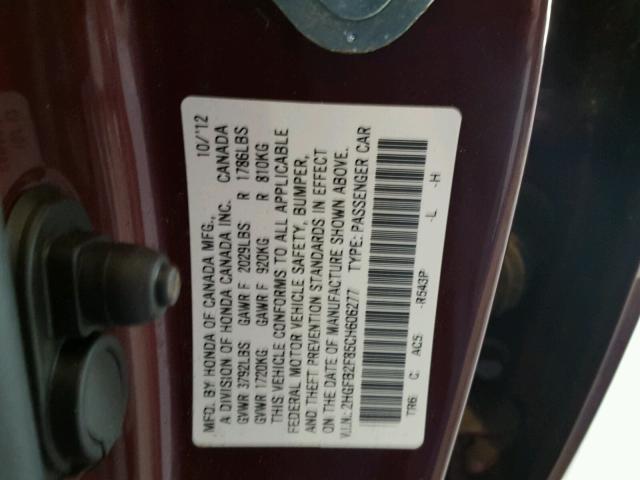 MFD. BY HONDA OF CANADA MFG., 10/'12
A DIVISION OF HONDA CANADA INC. CANADA
GVWR 3792LBS GAWR F 2029LBS R 1786LBS
GVWR 1720KG GAWR F 920KG R 810KG
THIS VEHICLE CONFORMS TO ALL APPLICABLE
FEDERAL MOTOR VEHICLE SAFETY, BUMPER,
AND THEFT PREVENTION STANDARDS IN EFFECT
ON THE DATE OF MANUFACTURE SHOWN ABOVE.
V.I.N.: 2HGFB2F85CH606277 TYPE: PASSENGER CAR
TR6: C: AC5 -R543P -L -H